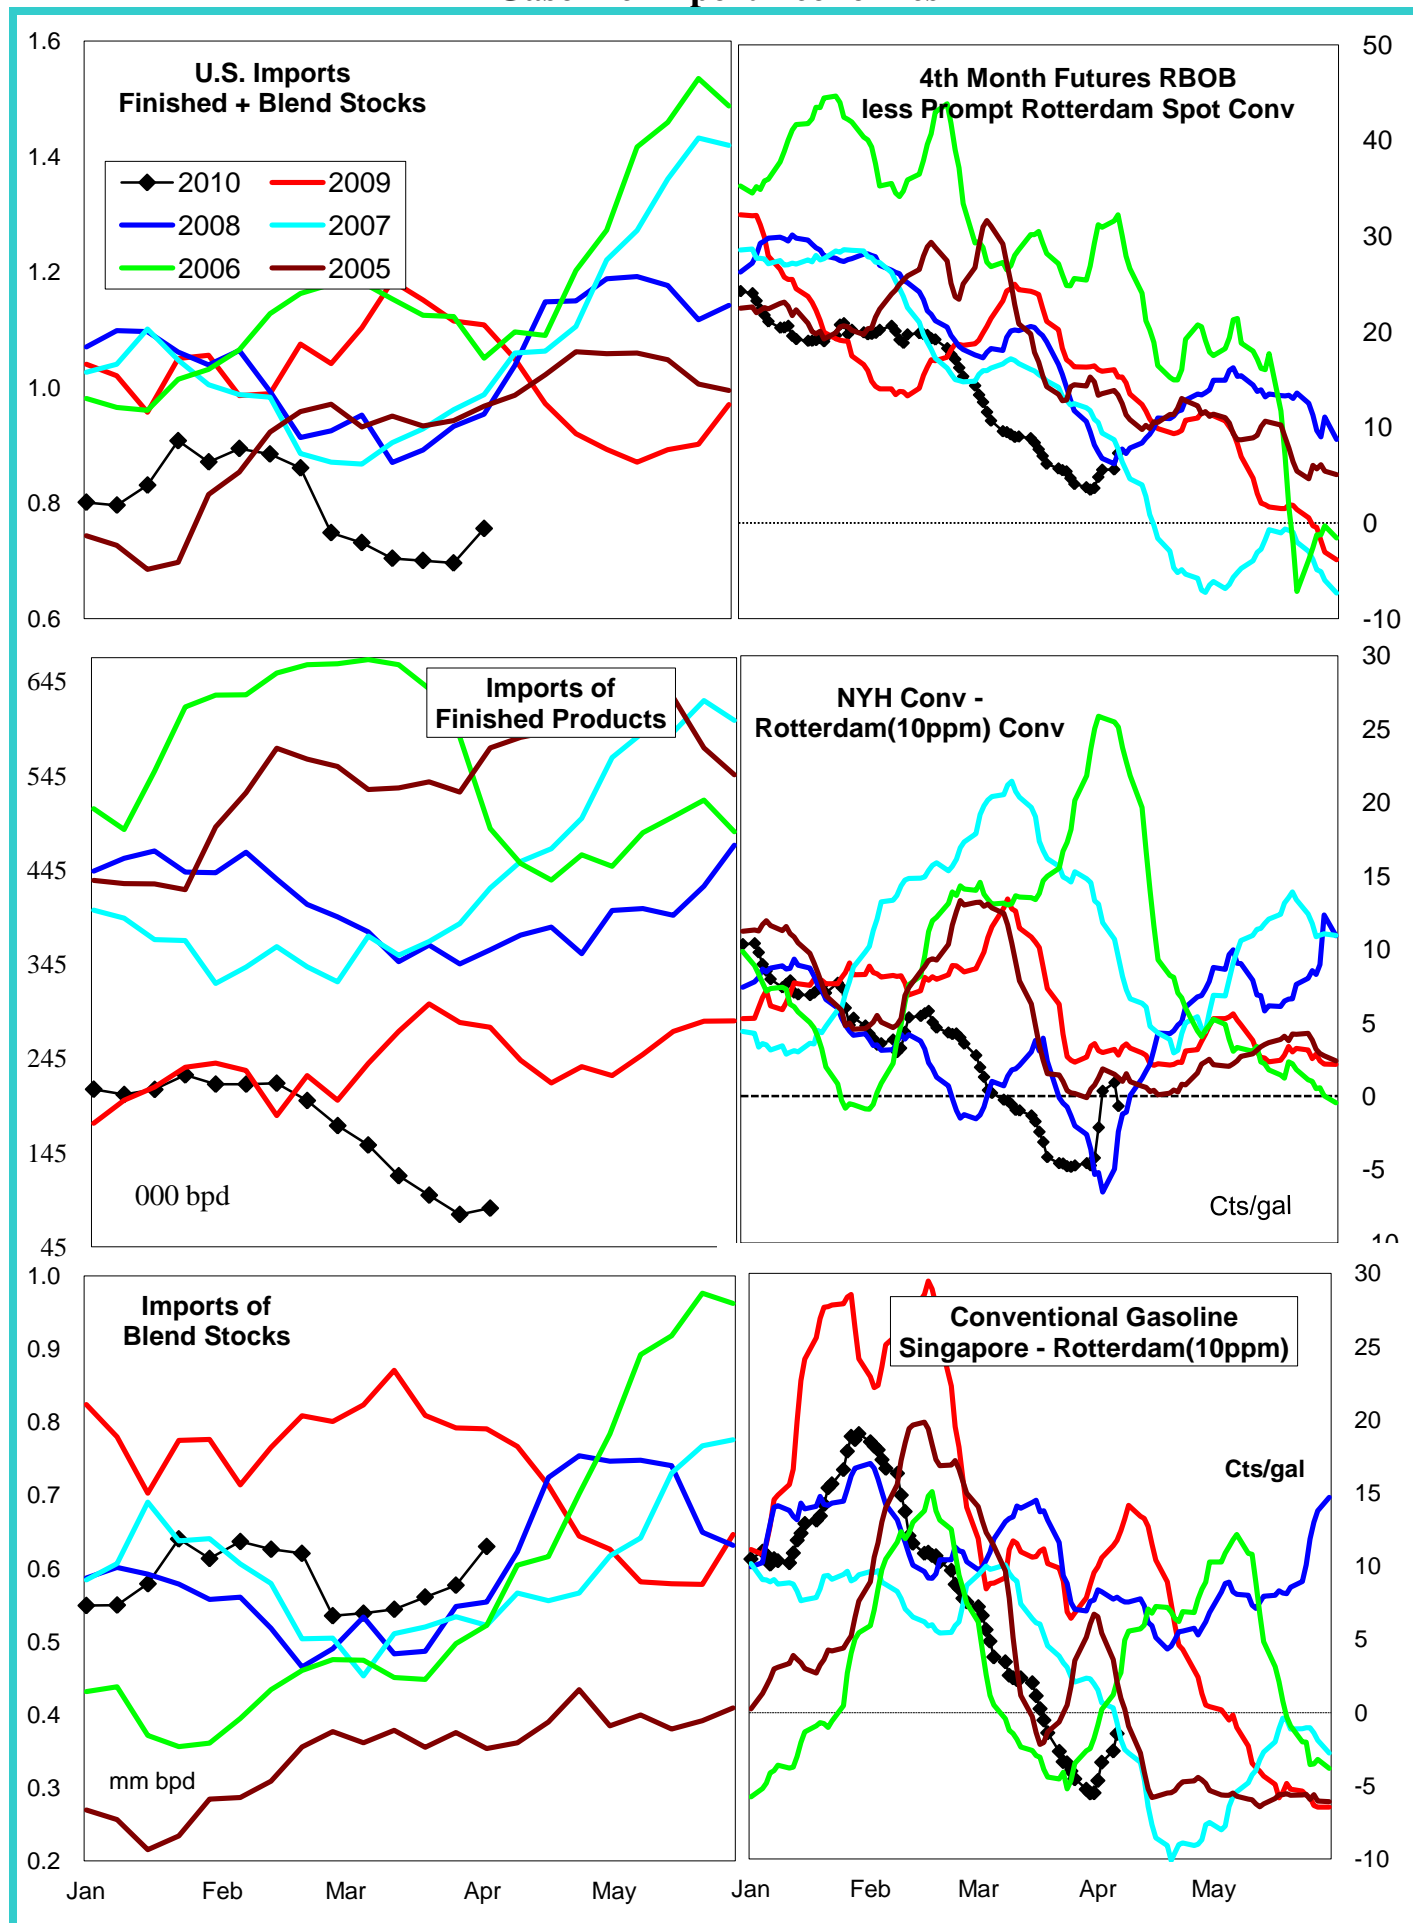 U.S. Imports
Finished + Blend Stocks
1.6
1.4
1.2
1.0
0.8
0.6
2010
2009
2008
2007
2006
2005
4th Month Futures RBOB
less Prompt Rotterdam Spot Conv
50
40
30
20
10
0
-10
Imports of
Finished Products
645
545
445
345
245
145
45
000 bpd
NYH Conv -
Rotterdam(10ppm) Conv
30
25
20
15
10
5
0
-5
-10
Cts/gal
Imports of
Blend Stocks
1.0
0.9
0.8
0.7
0.6
0.5
0.4
0.3
0.2
mm bpd
Jan
Feb
Mar
Apr
May
Conventional Gasoline
Singapore - Rotterdam(10ppm)
Cts/gal
30
25
20
15
10
5
0
-5
-10
Jan
Feb
Mar
Apr
May